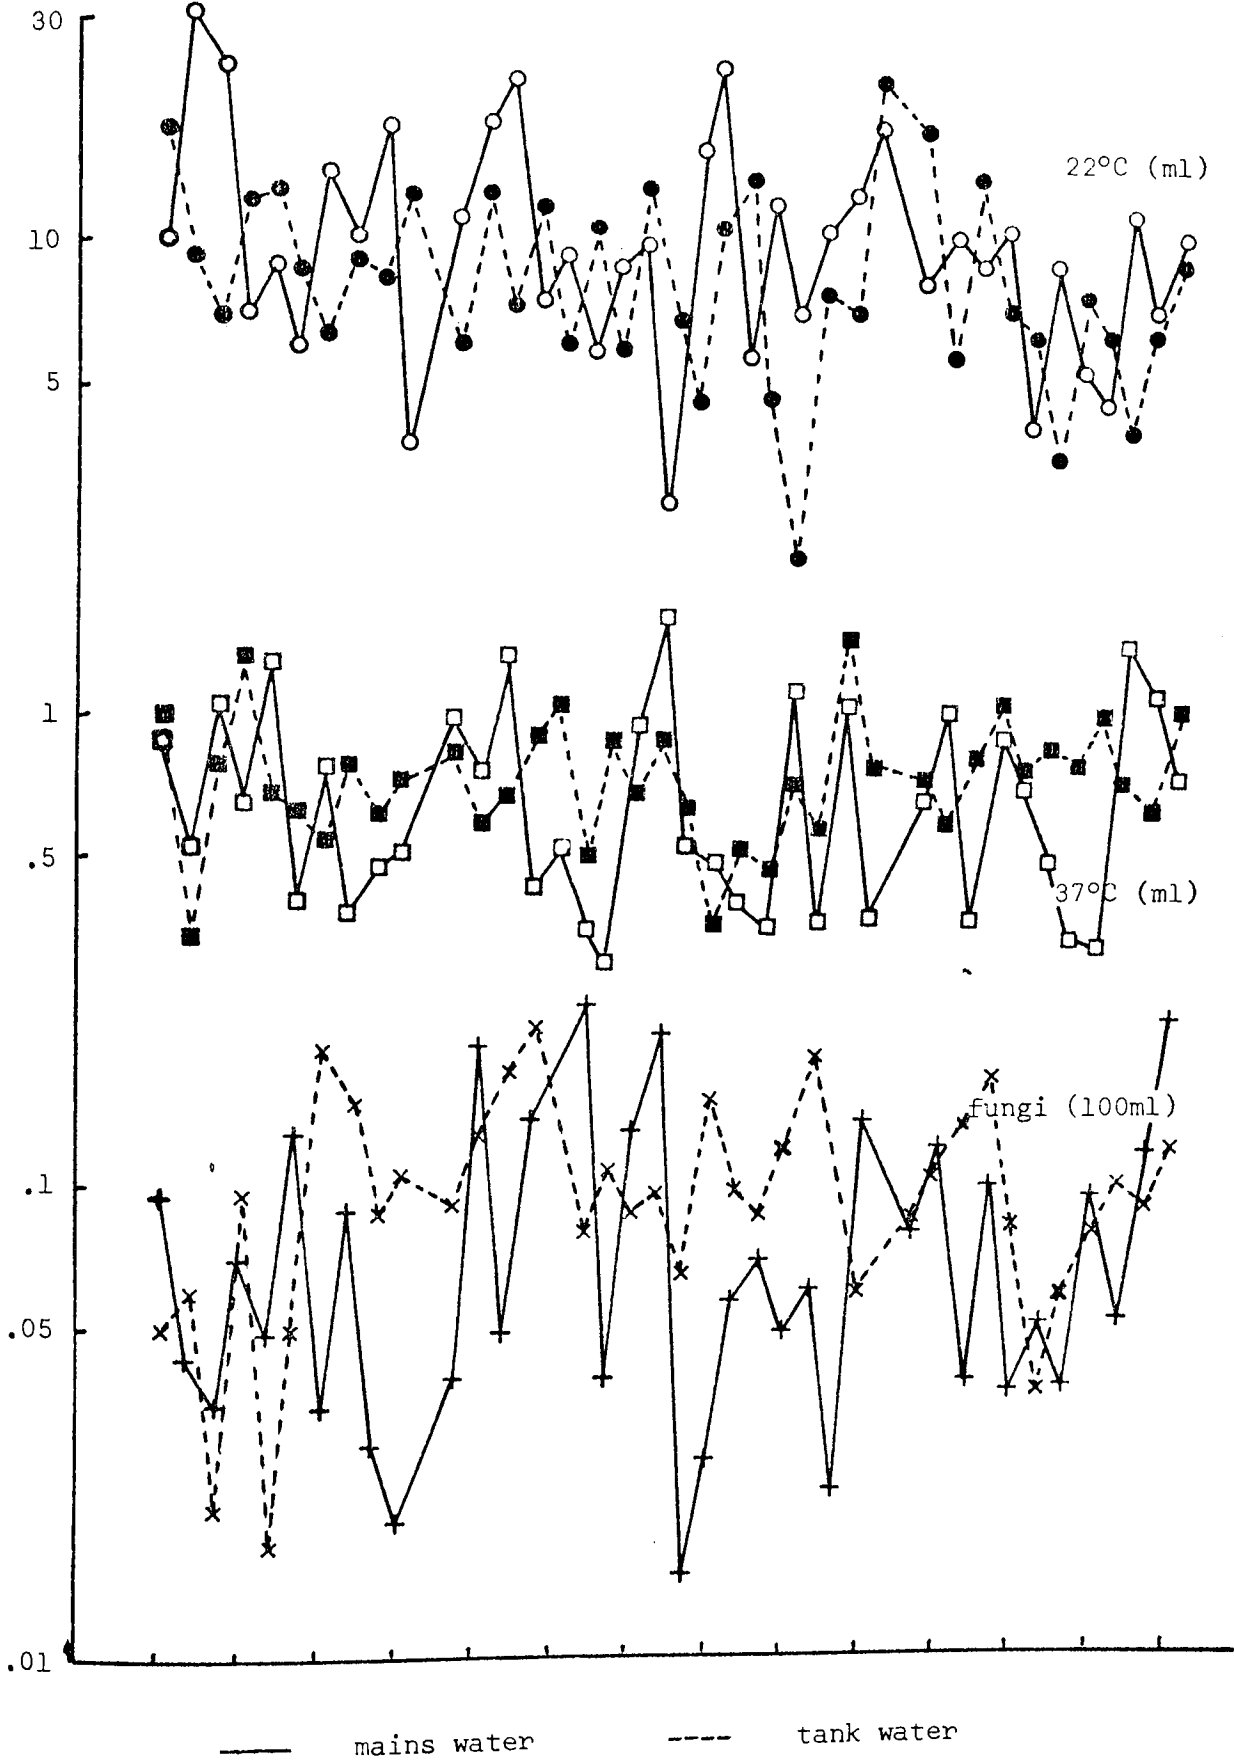 30
22°C (ml)
10
5
1
.5
37°C (ml)
fungi (100ml)
.1
.05
.01
mains water
tank water